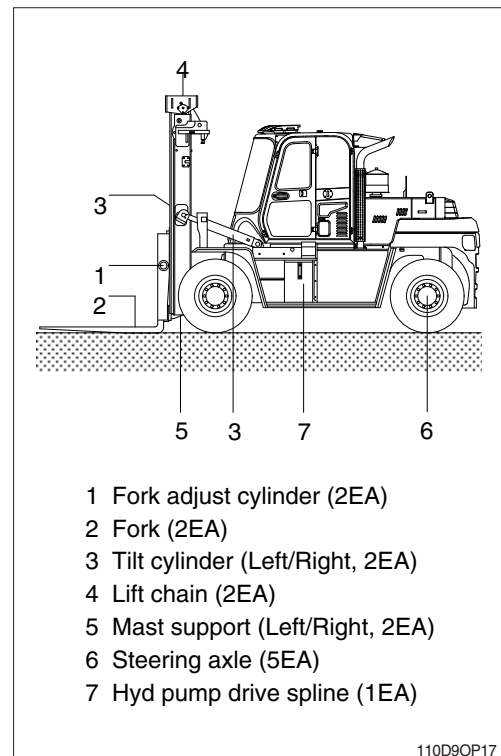 4
3
1
2
5 3 7 6
1 Fork adjust cylinder (2EA)
2 Fork (2EA)
3 Tilt cylinder (Left/Right, 2EA)
4 Lift chain (2EA)
5 Mast support (Left/Right, 2EA)
6 Steering axle (5EA)
7 Hyd pump drive spline (1EA)
110D9OP17